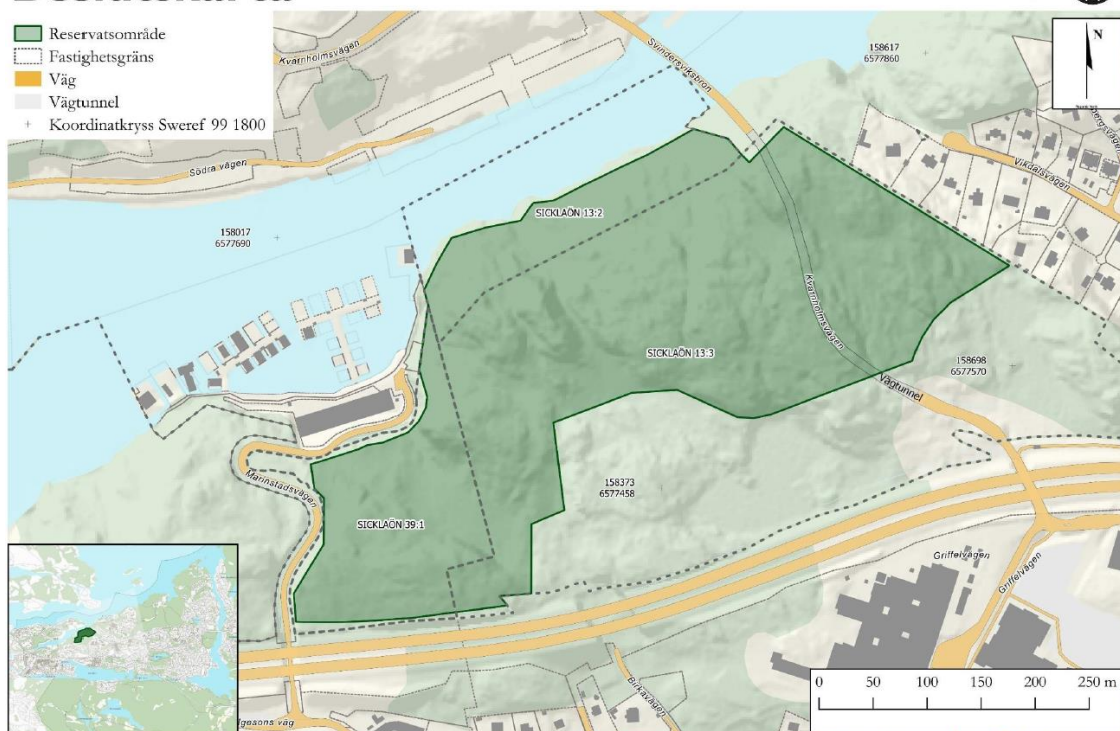 Reservatsområde
Fastighetsgräns
Väg
Vägtunnel
Koordinatkryss Sweref 99 1800
Kvarnholmsvägen
Svindersviksbron
158617
6577860
N
Södra vägen
Vikdalsvägen
SICKLAÖN 13:2
158017
6577690
Kvarnholmsvägen
SICKLAÖN 13:3
158698
6577570
Vägtunnel
Marinstadsvägen
158373
6577458
SICKLAÖN 39:1
Griffelvägen
Griffelvägen
Birkavägen
0 50 100 150 200 250 m